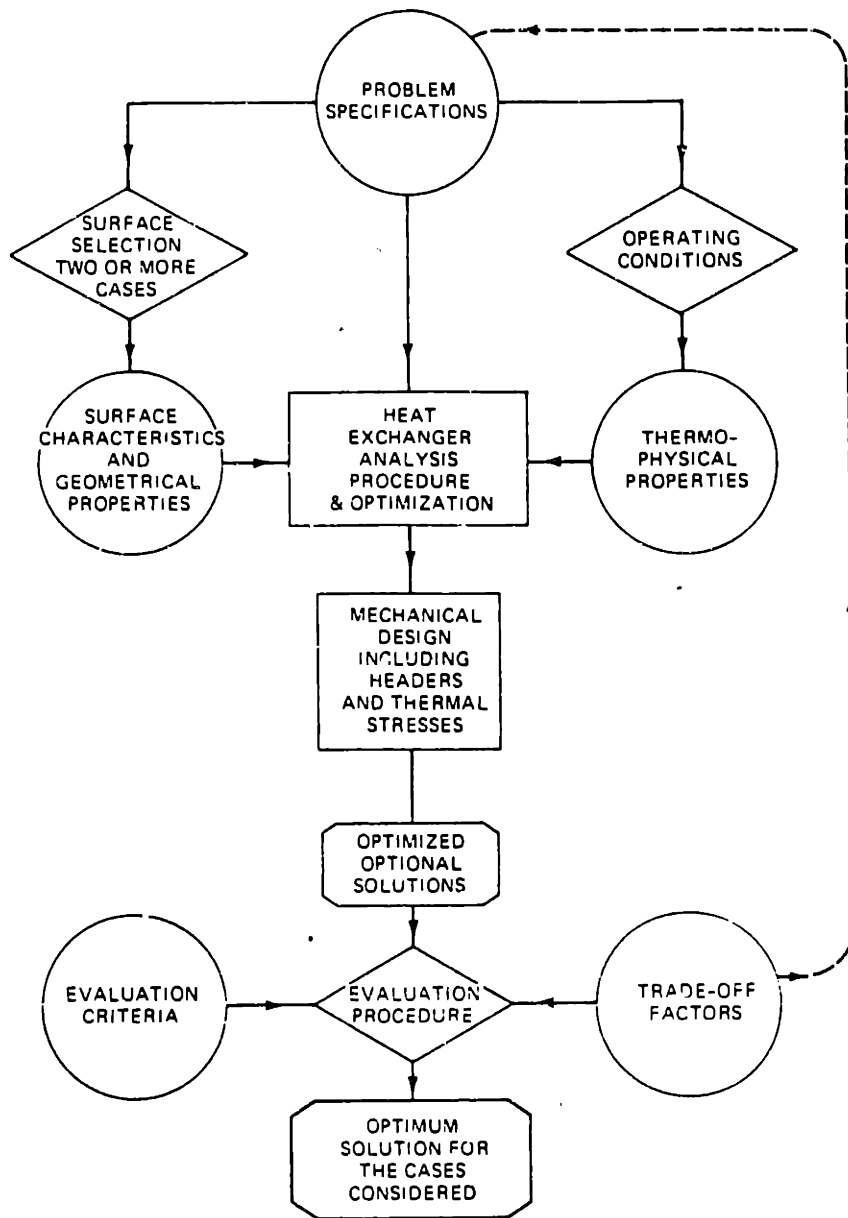 PROBLEM
SPECIFICATIONS
SURFACE
SELECTION
TWO OR MORE
CASES
OPERATING
CONDITIONS
SURFACE
CHARACTERISTICS
AND
GEOMETRICAL
PROPERTIES
HEAT
EXCHANGER
ANALYSIS
PROCEDURE
& OPTIMIZATION
THERMO-
PHYSICAL
PROPERTIES
MECHANICAL
DESIGN
INCLUDING
HEADERS
AND THERMAL
STRESSES
OPTIMIZED
OPTIONAL
SOLUTIONS
EVALUATION
CRITERIA
EVALUATION
PROCEDURE
TRADE-OFF
FACTORS
OPTIMUM
SOLUTION FOR
THE CASES
CONSIDERED